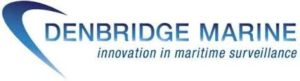 DENBRIDGE MARINE
innovation in maritime surveillance